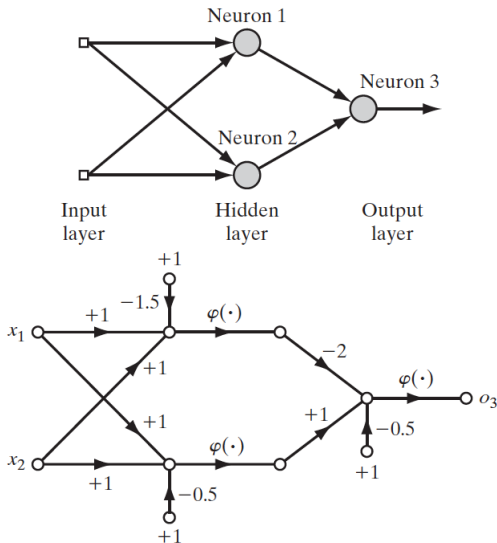 Neuron 1
Neuron 3
Neuron 2
Input
layer
Hidden
layer
Output
layer
+1
−1.5
+1
φ(·)
x1
+1
−2
φ(·)
o3
+1
+1
φ(·)
−0.5
x2
+1
+1
−0.5
+1